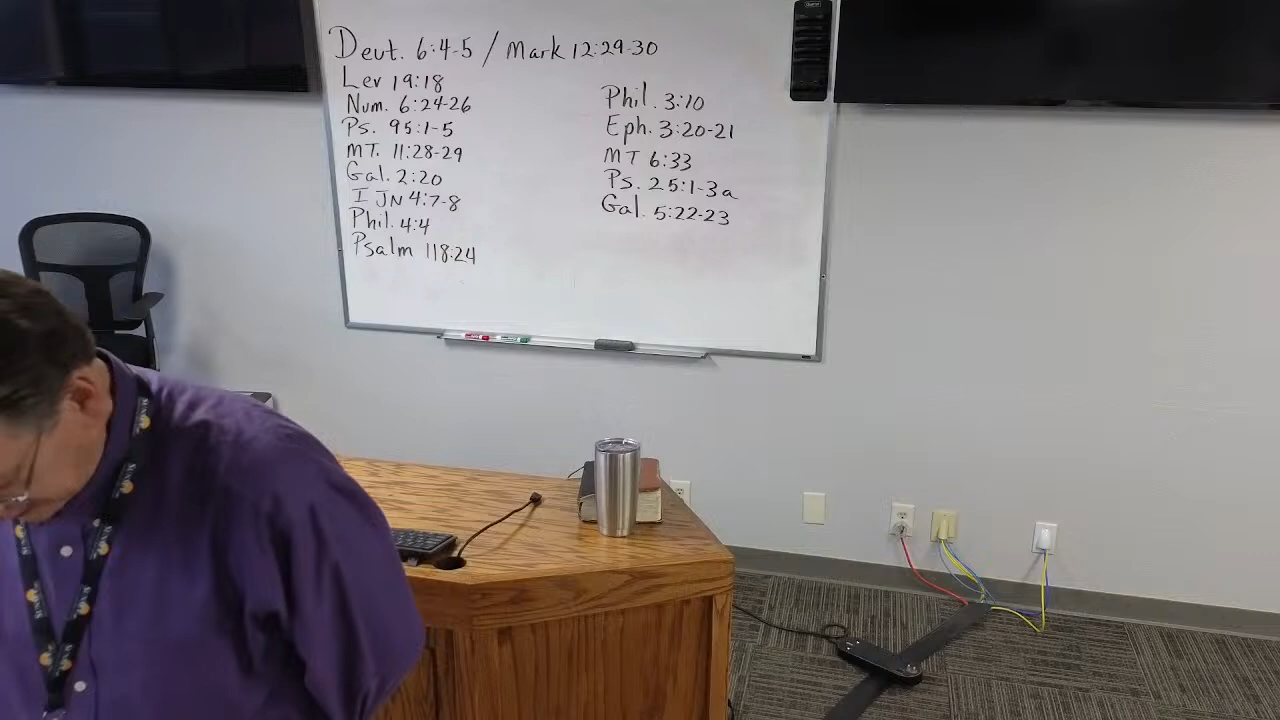 Deut. 6:4-5 / Mark 12:29-30
Lev 19:18
Num. 6:24-26
Ps. 95:1-5
MT. 11:28-29
Gal. 2:20
I JN 4:7-8
Phil. 4:4
Psalm 118:24
Phil. 3:10
Eph. 3:20-21
MT 6:33
Ps. 25:1-3a
Gal. 5:22-23